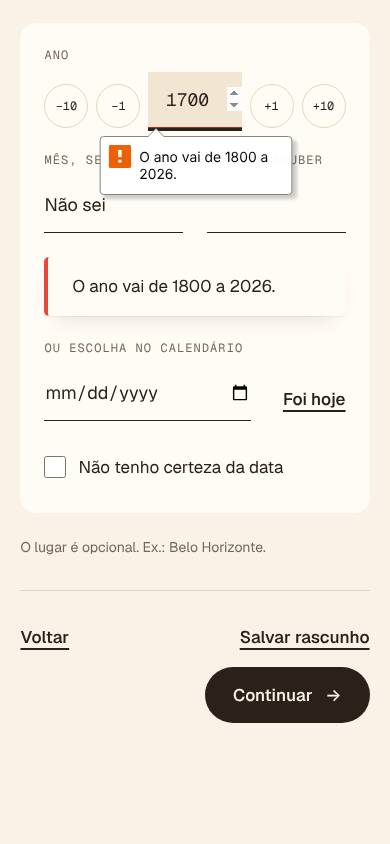 ANO
−10
−1
1700
+1
+10
O ano vai de 1800 a
2026.
MÊS, SE
UBER
Não sei
O ano vai de 1800 a 2026.
OU ESCOLHA NO CALENDÁRIO
mm/dd/yyyy
Foi hoje
Não tenho certeza da data
O lugar é opcional. Ex.: Belo Horizonte.
Voltar
Salvar rascunho
Continuar →